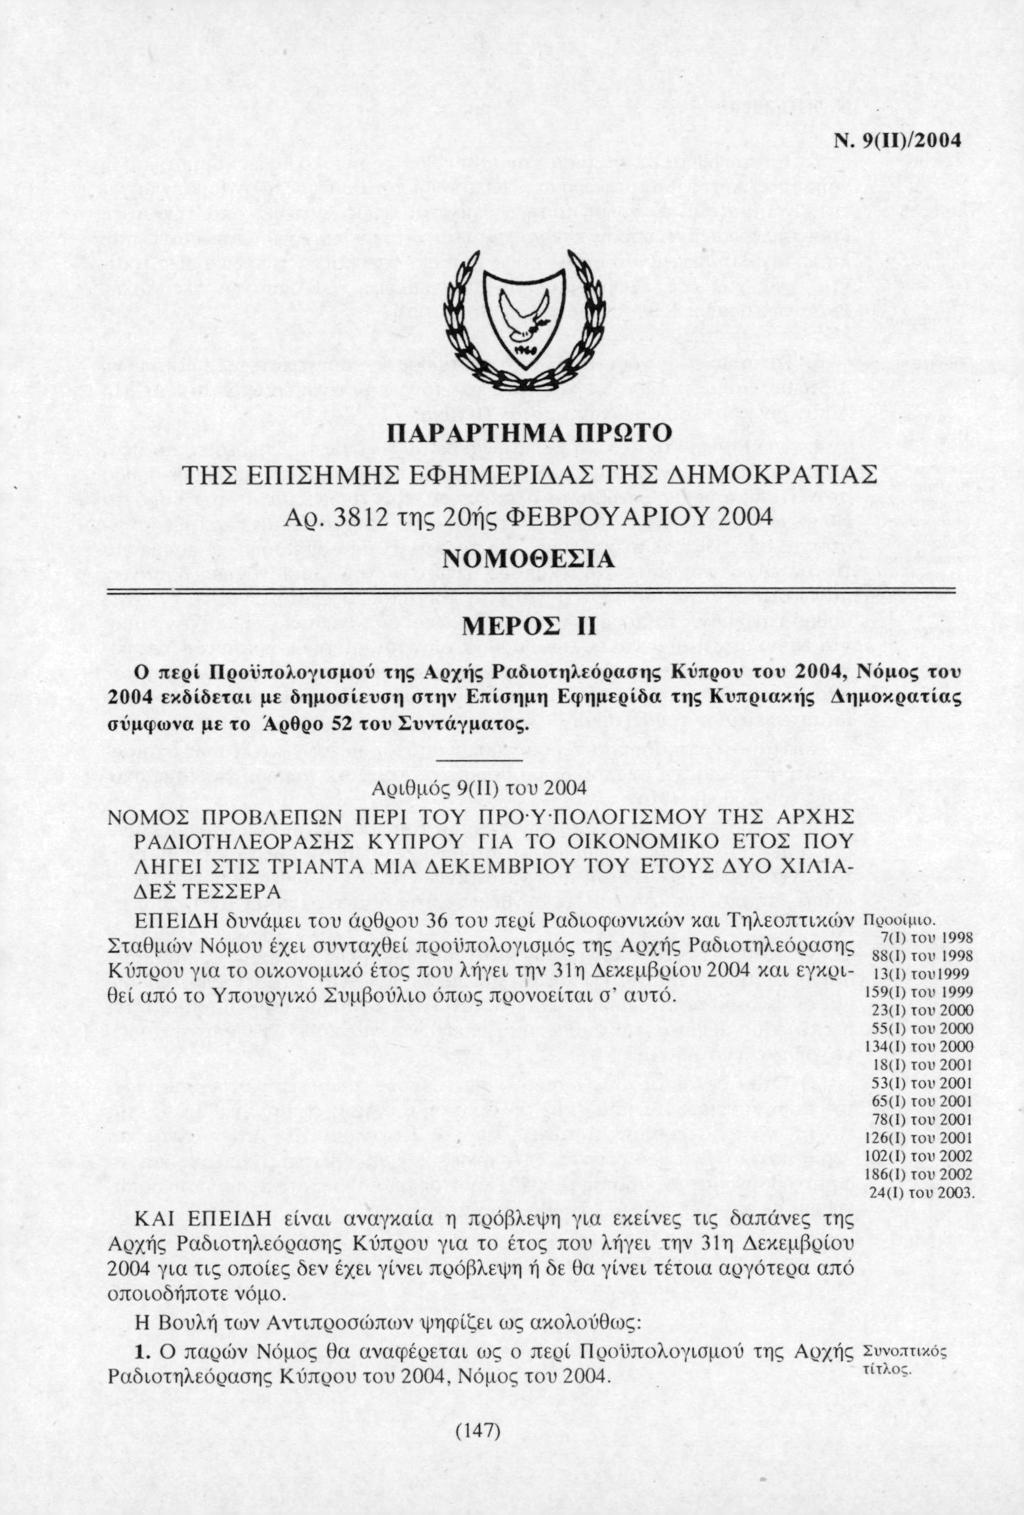 Ν. 9(ΙΙ)/2004
1960
ΠΑΡΑΡΤΗΜΑ ΠΡΩΤΟ
ΤΗΣ ΕΠΙΣΗΜΗΣ ΕΦΗΜΕΡΙΔΑΣ ΤΗΣ ΔΗΜΟΚΡΑΤΙΑΣ
Αρ. 3812 της 20ής ΦΕΒΡΟΥΑΡΙΟΥ 2004
ΝΟΜΟΘΕΣΙΑ
ΜΕΡΟΣ ΙΙ
Ο περί Προϋπολογισμού της Αρχής Ραδιοτηλεόρασης Κύπρου του 2004, Νόμος του
2004 εκδίδεται με δημοσίευση στην Επίσημη Εφημερίδα της Κυπριακής Δημοκρατίας
σύμφωνα με το Άρθρο 52 του Συντάγματος.
Αριθμός 9(ΙΙ) του 2004
ΝΟΜΟΣ ΠΡΟΒΛΕΠΩΝ ΠΕΡΙ ΤΟΥ ΠΡΟ·Υ·ΠΟΛΟΓΙΣΜΟΥ ΤΗΣ ΑΡΧΗΣ
ΡΑΔΙΟΤΗΛΕΟΡΑΣΗΣ ΚΥΠΡΟΥ ΓΙΑ ΤΟ ΟΙΚΟΝΟΜΙΚΟ ΕΤΟΣ ΠΟΥ
ΛΗΓΕΙ ΣΤΙΣ ΤΡΙΑΝΤΑ ΜΙΑ ΔΕΚΕΜΒΡΙΟΥ ΤΟΥ ΕΤΟΥΣ ΔΥΟ ΧΙΛΙΑ-
ΔΕΣ ΤΕΣΣΕΡΑ
ΕΠΕΙΔΗ δυνάμει του άρθρου 36 του περί Ραδιοφωνικών και Τηλεοπτικών
Σταθμών Νόμου έχει συνταχθεί προϋπολογισμός της Αρχής Ραδιοτηλεόρασης
Κύπρου για το οικονομικό έτος που λήγει την 31η Δεκεμβρίου 2004 και εγκρι-
θεί από το Υπουργικό Συμβούλιο όπως προνοείται σ' αυτό.
Προοίμιο.
7(Ι) του 1998
88(Ι) του 1998
13(Ι) του1999
159(Ι) του 1999
23(Ι) του 2000
55(Ι) του 2000
134(Ι) του 2000
18(Ι) του 2001
53(Ι) του 2001
65(Ι) του 2001
78(Ι) του 2001
126(Ι) του 2001
102(Ι) του 2002
186(Ι) του 2002
24(Ι) του 2003.
ΚΑΙ ΕΠΕΙΔΗ είναι αναγκαία η πρόβλεψη για εκείνες τις δαπάνες της
Αρχής Ραδιοτηλεόρασης Κύπρου για το έτος που λήγει την 31η Δεκεμβρίου
2004 για τις οποίες δεν έχει γίνει πρόβλεψη ή δε θα γίνει τέτοια αργότερα από
οποιοδήποτε νόμο.
Η Βουλή των Αντιπροσώπων ψηφίζει ως ακολούθως:
1. Ο παρών Νόμος θα αναφέρεται ως ο περί Προϋπολογισμού της Αρχής
Ραδιοτηλεόρασης Κύπρου του 2004, Νόμος του 2004.
Συνοπτικός
τίτλος.
(147)